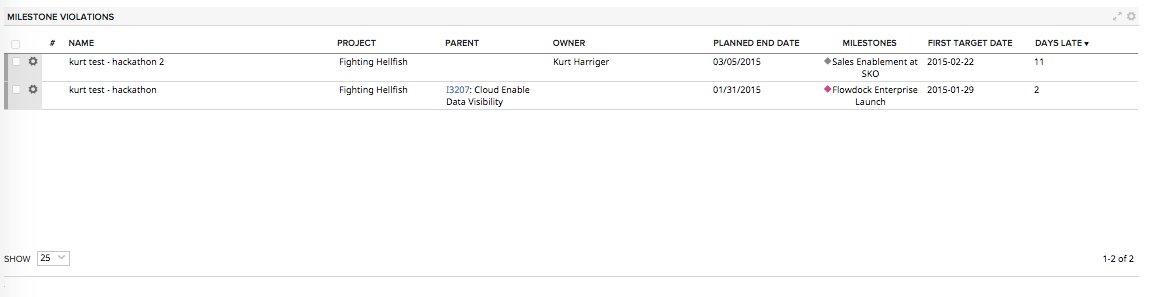 MILESTONE VIOLATIONS
# NAME PROJECT PARENT OWNER PLANNED END DATE MILESTONES FIRST TARGET DATE DAYS LATE
kurt test - hackathon 2 Fighting Hellfish Kurt Harriger 03/05/2015 Sales Enablement at 2015-02-22 11
SKO
kurt test - hackathon Fighting Hellfish I3207: Cloud Enable 01/31/2015 Flowdock Enterprise 2015-01-29 2
Data Visibility Launch
SHOW 25 1-2 of 2